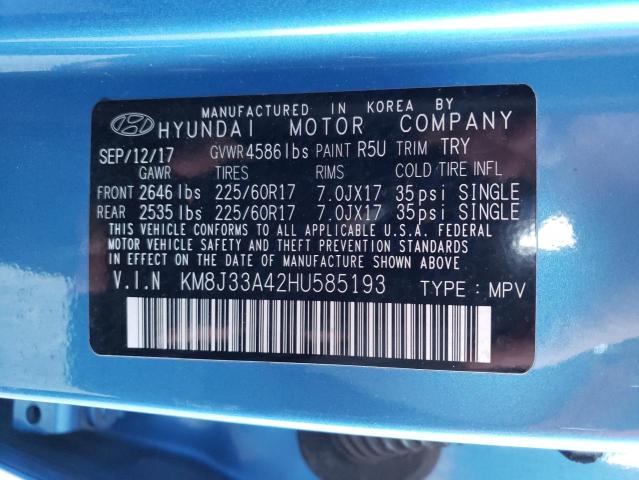 MANUFACTURED IN KOREA BY
HYUNDAI MOTOR COMPANY
SEP/12/17 GVWR 4586 lbs PAINT R5U TRIM TRY
GAWR TIRES RIMS COLD TIRE INFL
FRONT 2646 lbs 225/60R17 7.0JX17 35psi SINGLE
REAR 2535 lbs 225/60R17 7.0JX17 35psi SINGLE
THIS VEHICLE CONFORMS TO ALL APPLICABLE U.S.A. FEDERAL
MOTOR VEHICLE SAFETY AND THEFT PREVENTION STANDARDS
IN EFFECT ON THE DATE OF MANUFACTURE SHOWN ABOVE.
V.I.N KM8J33A42HU585193 TYPE : MPV